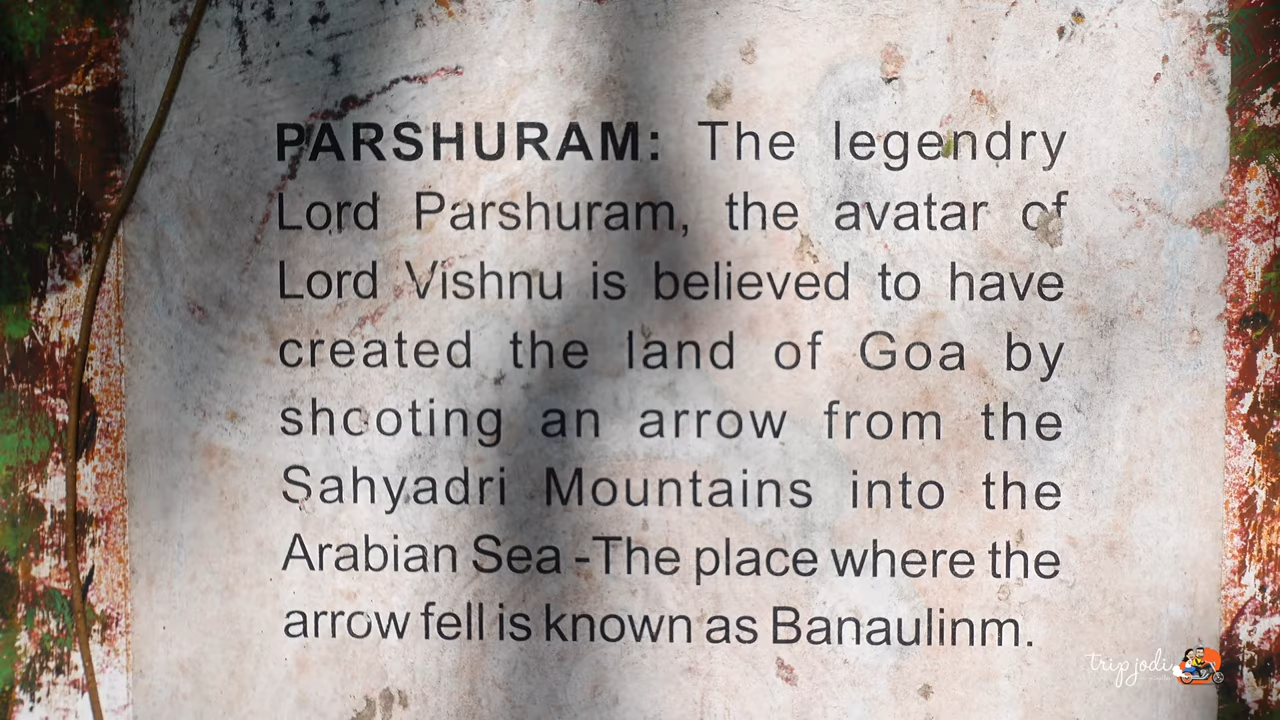 PARSHURAM: The legendry
Lord Parshuram, the avatar of
Lord Vishnu is believed to have
created the land of Goa by
shooting an arrow from the
Sahyadri Mountains into the
Arabian Sea -The place where the
arrow fell is known as Banaulinm.
trip jodi